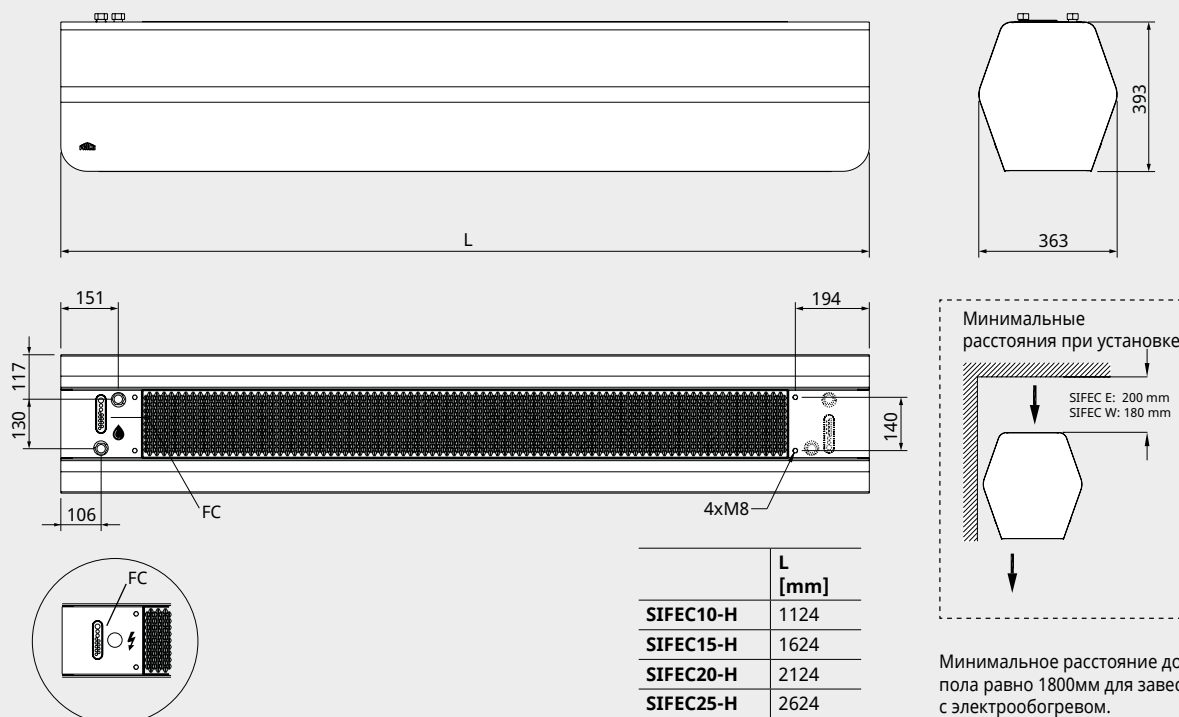 393
L
363
151
194
117
130
140
106
FC
4xM8
Минимальные
расстояния при установке
SIFEC E: 200 mm
SIFEC W: 180 mm
FC
L
[mm]
SIFEC10-H 1124
SIFEC15-H 1624
SIFEC20-H 2124
SIFEC25-H 2624
Минимальное расстояние до
пола равно 1800мм для завес
с электрообогревом.